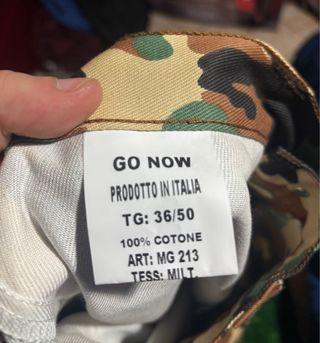 GO NOW
PRODOTTO IN ITALIA
TG: 36/50
100% COTONE
ART: MG 213
TESS: MILT.